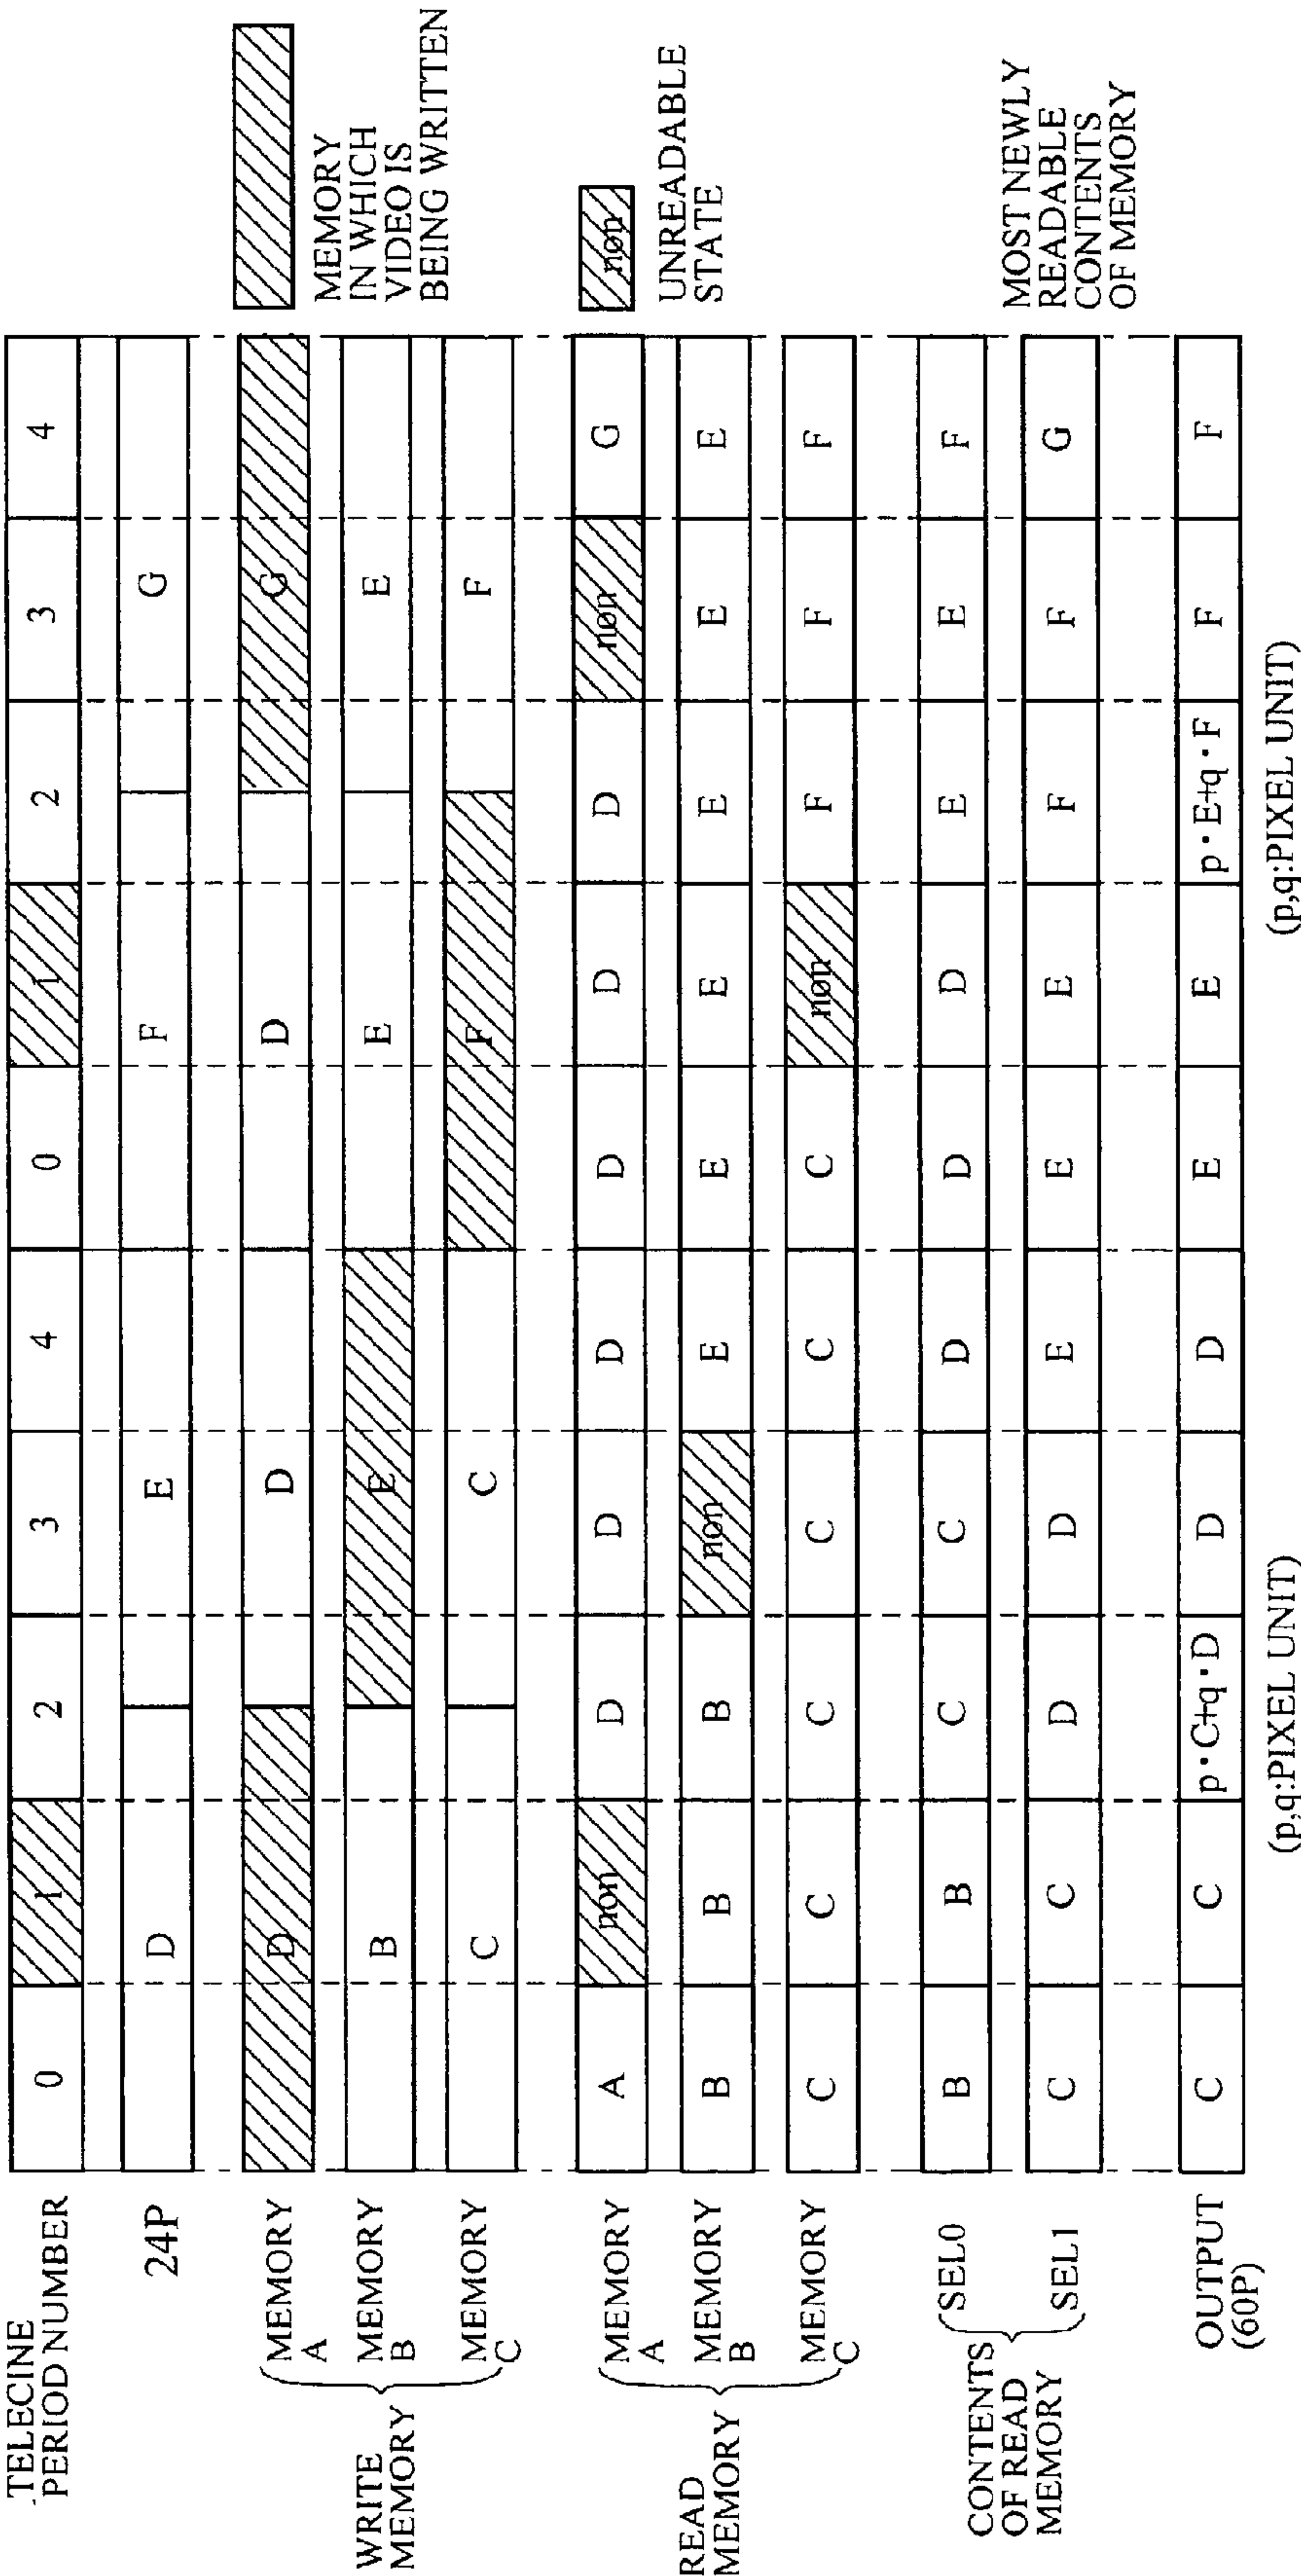 TELECINE
PERIOD NUMBER
0 1 2 3 4 0 1 2 3 4
24P
D E F G
WRITE
MEMORY
MEMORY
A
D D D G
MEMORY
B
B E E E
MEMORY
C
C C F F
MEMORY
IN WHICH
VIDEO IS
BEING WRITTEN
READ
MEMORY
MEMORY
A
A non D D D D D D non G
MEMORY
B
B B B non E E E E E E
MEMORY
C
C C C C C C non F F F
non
UNREADABLE
STATE
CONTENTS
OF READ
MEMORY
SEL0
B B C C D D D E E F
SEL1
C C D D E E E F F G
MOST NEWLY
READABLE
CONTENTS
OF MEMORY
OUTPUT
(60P)
C C p·C+q·D D D E E p·E+q·F F F
(p,q:PIXEL UNIT) (p,q:PIXEL UNIT)